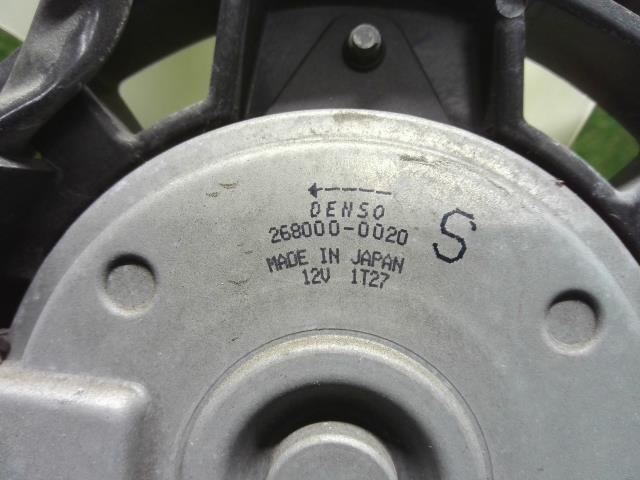 DENSO
268000-0020
S
MADE IN JAPAN
12V 1T27